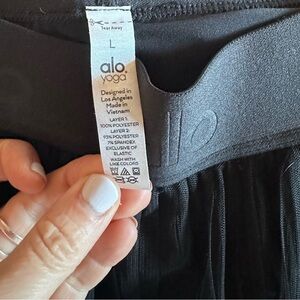 Tear Away
L
alo
yoga
Designed in
Los Angeles
Made in
Vietnam
LAYER 1:
100% POLYESTER
LAYER 2:
93% POLYESTER
7% SPANDEX
EXCLUSIVE OF
ELASTIC
WASH WITH
LIKE COLORS